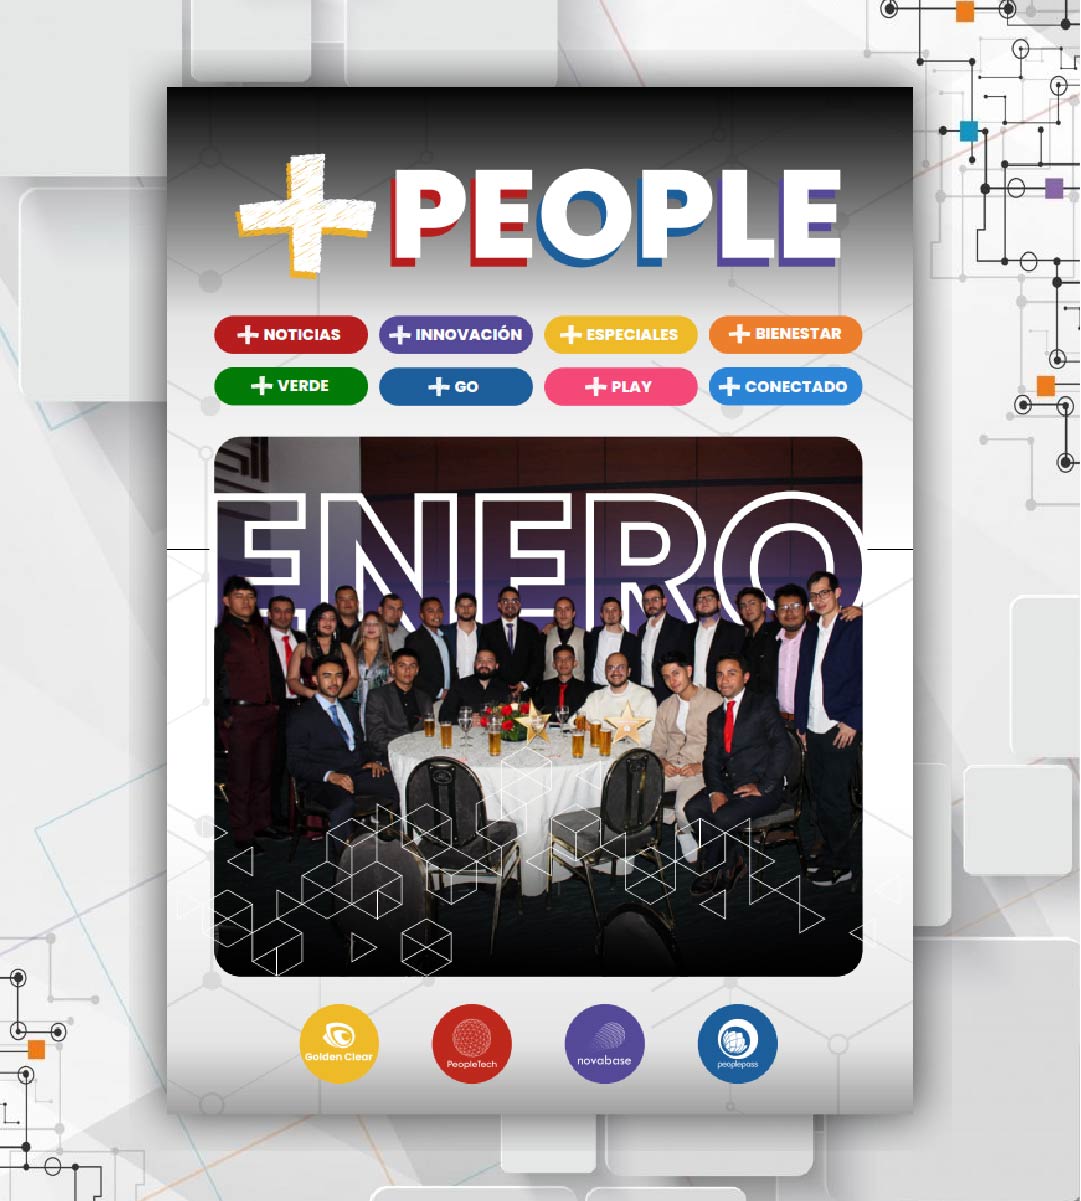 + PEOPLE
+ NOTICIAS
+ INNOVACIÓN
+ ESPECIALES
+ BIENESTAR
+ VERDE
+ GO
+ PLAY
+ CONECTADO
ENERO
Golden Clear
PeopleTech
novabase
peoplepass